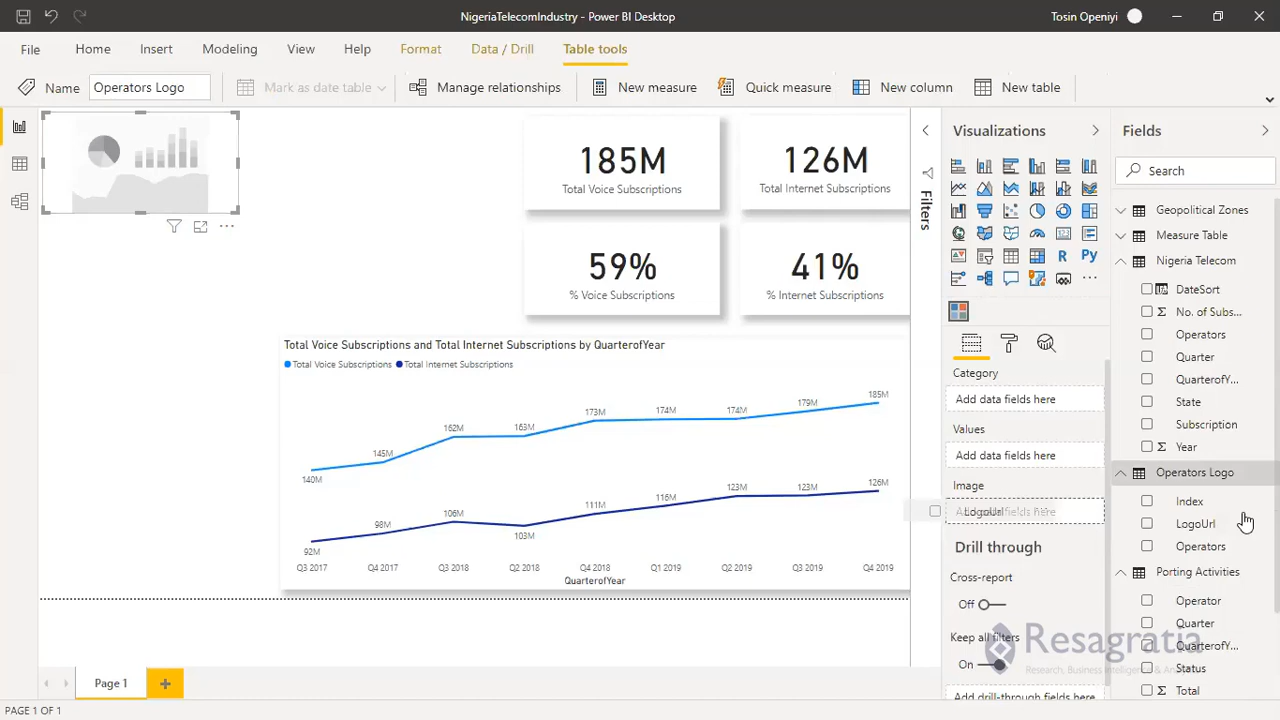 NigeriaTelecomIndustry - Power BI Desktop
Tosin Openiyi
File
Home
Insert
Modeling
View
Help
Format
Data / Drill
Table tools
Name
Operators Logo
Mark as date table
Manage relationships
New measure
Quick measure
New column
New table
185M
Total Voice Subscriptions
126M
Total Internet Subscriptions
59%
% Voice Subscriptions
41%
% Internet Subscriptions
Total Voice Subscriptions and Total Internet Subscriptions by QuarterofYear
Total Voice Subscriptions
Total Internet Subscriptions
140M
145M
162M
163M
173M
174M
174M
179M
185M
92M
98M
106M
103M
111M
116M
123M
123M
126M
Q3 2017
Q4 2017
Q1 2018
Q2 2018
Q4 2018
Q1 2019
Q2 2019
Q3 2019
Q4 2019
QuarterofYear
Filters
Visualizations
R
Py
Category
Add data fields here
Values
Add data fields here
Image
Add data fields here
LogoUrl
Drill through
Cross-report
Off
Keep all filters
On
Add drill-through fields here
Fields
Search
Geopolitical Zones
Measure Table
Nigeria Telecom
DateSort
No. of Subs...
Operators
Quarter
QuarterofY...
State
Subscription
Year
Operators Logo
Index
LogoUrl
Operators
Porting Activities
Operator
Quarter
QuarterofY...
Status
Total
Resagratia
Page 1
PAGE 1 OF 1